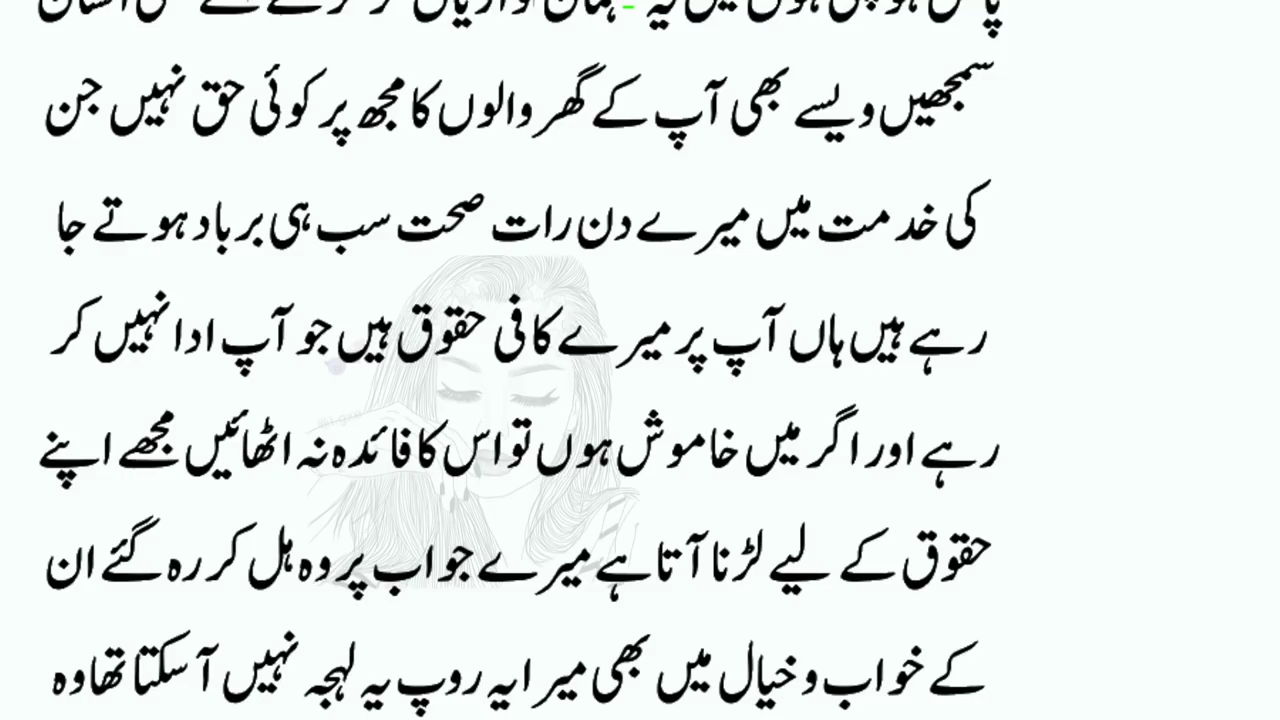 سمجھیں ویسے بھی آپ کے گھر والوں کا مجھ پر کوئی حق نہیں جن
کی خدمت میں میرے دن رات صحت سب ہی برباد ہوتے جا
رہے ہیں ہاں آپ پر میرے کافی حقوق ہیں جو آپ ادا نہیں کر
رہے اور اگر میں خاموش ہوں تو اس کا فائدہ نہ اٹھائیں مجھے اپنے
حقوق کے لیے لڑنا آتا ہے میرے جواب پر وہ ہل کر رہ گئے ان
کے خواب و خیال میں بھی میرا یہ روپ یہ لہجہ نہیں آ سکتا تھا وہ